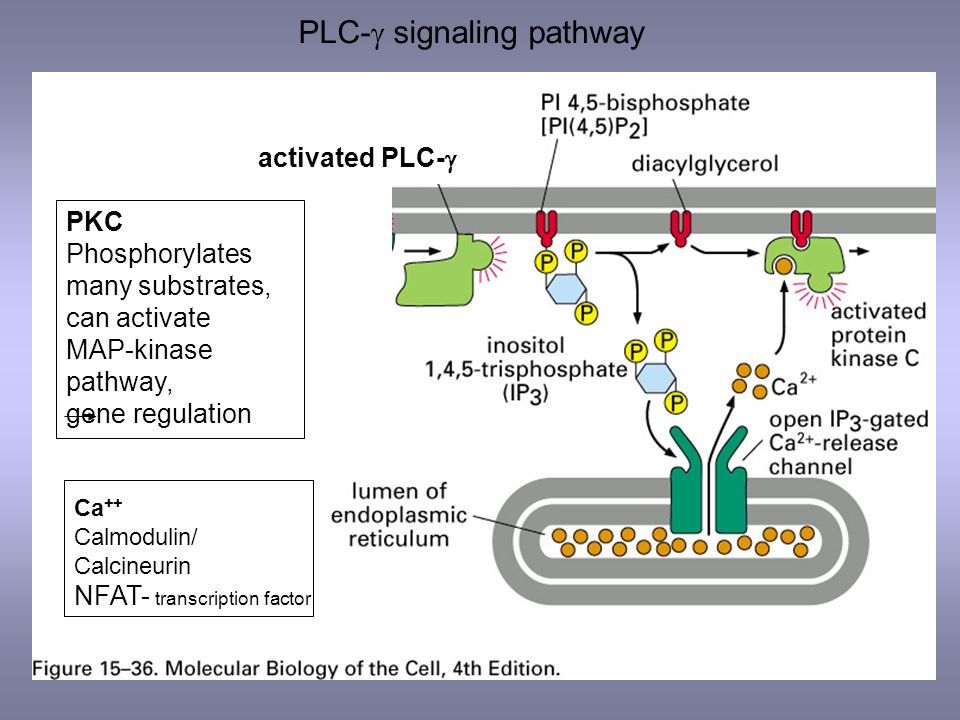 PLC-γ signaling pathway
PI 4,5-bisphosphate
[PI(4,5)P2]
activated PLC-γ
diacylglycerol
PKC
Phosphorylates
many substrates,
can activate
MAP-kinase
pathway,
gene regulation
P
P
P
activated
protein
kinase C
inositol
1,4,5-trisphosphate
(IP3)
P
P
P
Ca2+
open IP3-gated
Ca2+-release
channel
lumen of
endoplasmic
reticulum
Ca++
Calmodulin/
Calcineurin
NFAT- transcription factor
Figure 15–36. Molecular Biology of the Cell, 4th Edition.